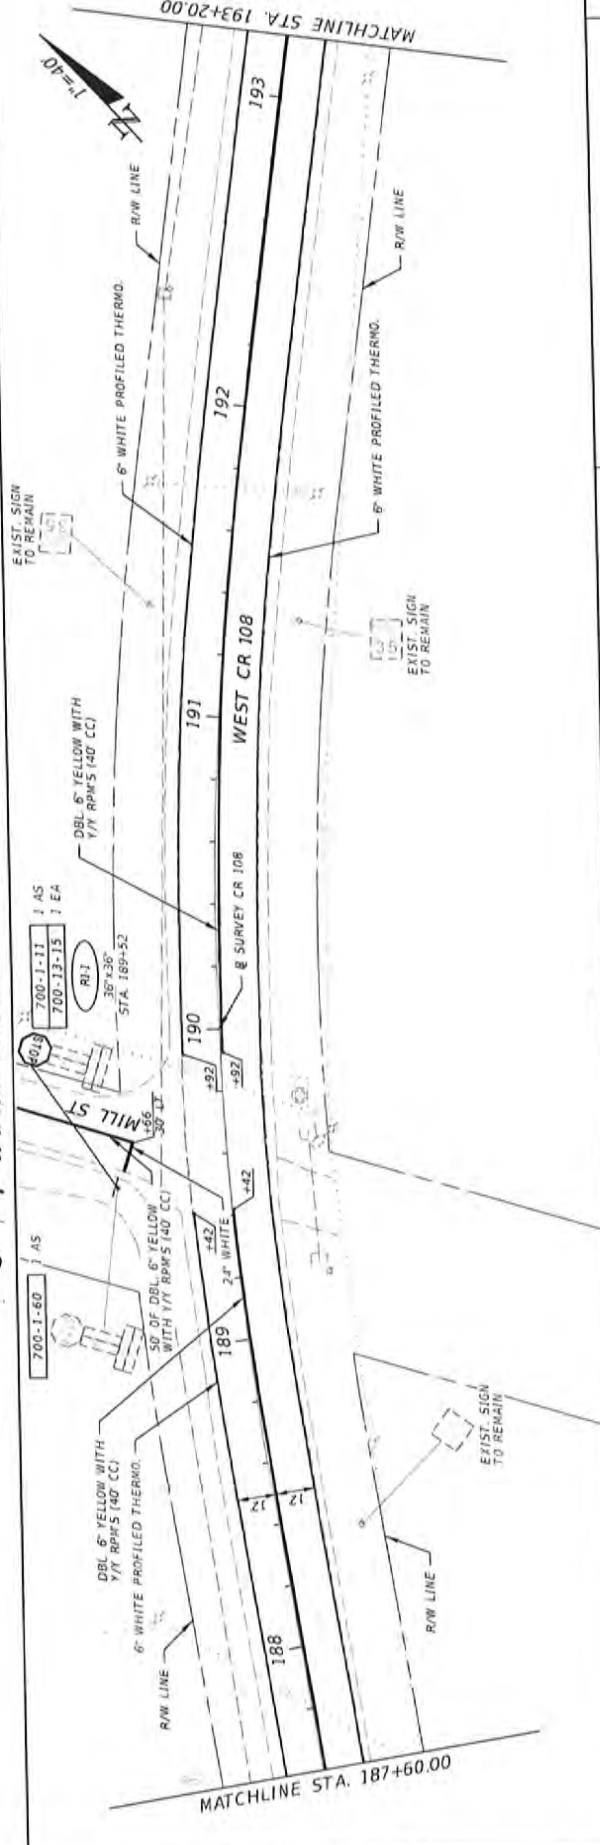 MATCHLINE STA. 193+20.00
1"=40'
N
193
R/W LINE
R/W LINE
6" WHITE PROFILED THERMO.
192
6" WHITE PROFILED THERMO.
EXIST. SIGN
TO REMAIN
EXIST. SIGN
TO REMAIN
WEST CR 108
191
DBL. 6" YELLOW WITH
Y/Y RPM'S (40' CC)
SURVEY CR 108
700-1-11 1 AS
700-13-15 1 EA
R1-1
36"x36"
STA. 189+52
STOP
190
+92
+92
MILL ST
+66
30' LT.
+42
+42
24" WHITE
50' OF DBL. 6" YELLOW
WITH Y/Y RPM'S (40' CC)
700-1-60 1 AS
189
DBL. 6" YELLOW WITH
Y/Y RPM'S (40' CC)
6" WHITE PROFILED THERMO.
12'
12'
EXIST. SIGN
TO REMAIN
R/W LINE
R/W LINE
188
MATCHLINE STA. 187+60.00